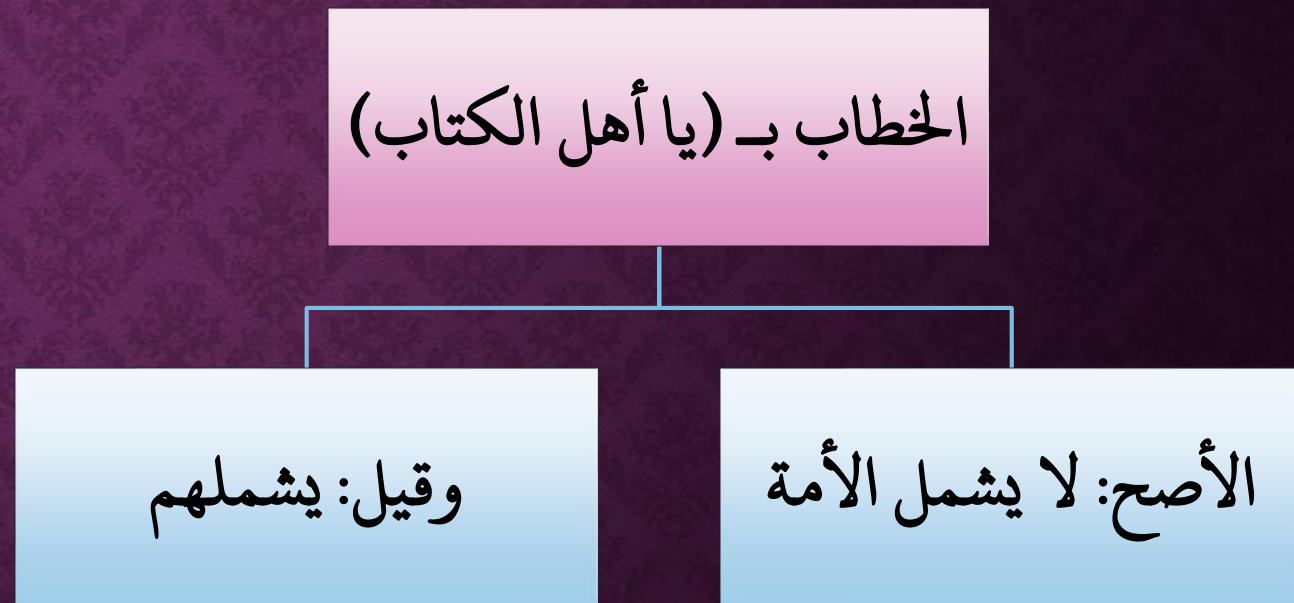 الخطاب بـ (يا أهل الكتاب)
الأصح: لا يشمل الأمة
وقيل: يشملهم